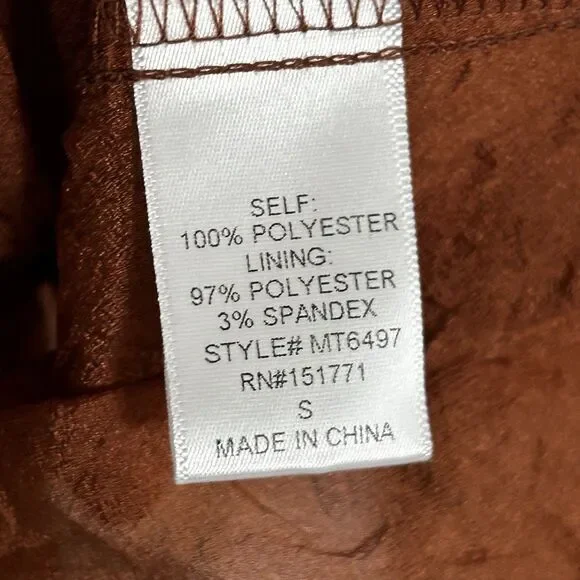 SELF:
100% POLYESTER
LINING:
97% POLYESTER
3% SPANDEX
STYLE# MT6497
RN#151771
S
MADE IN CHINA